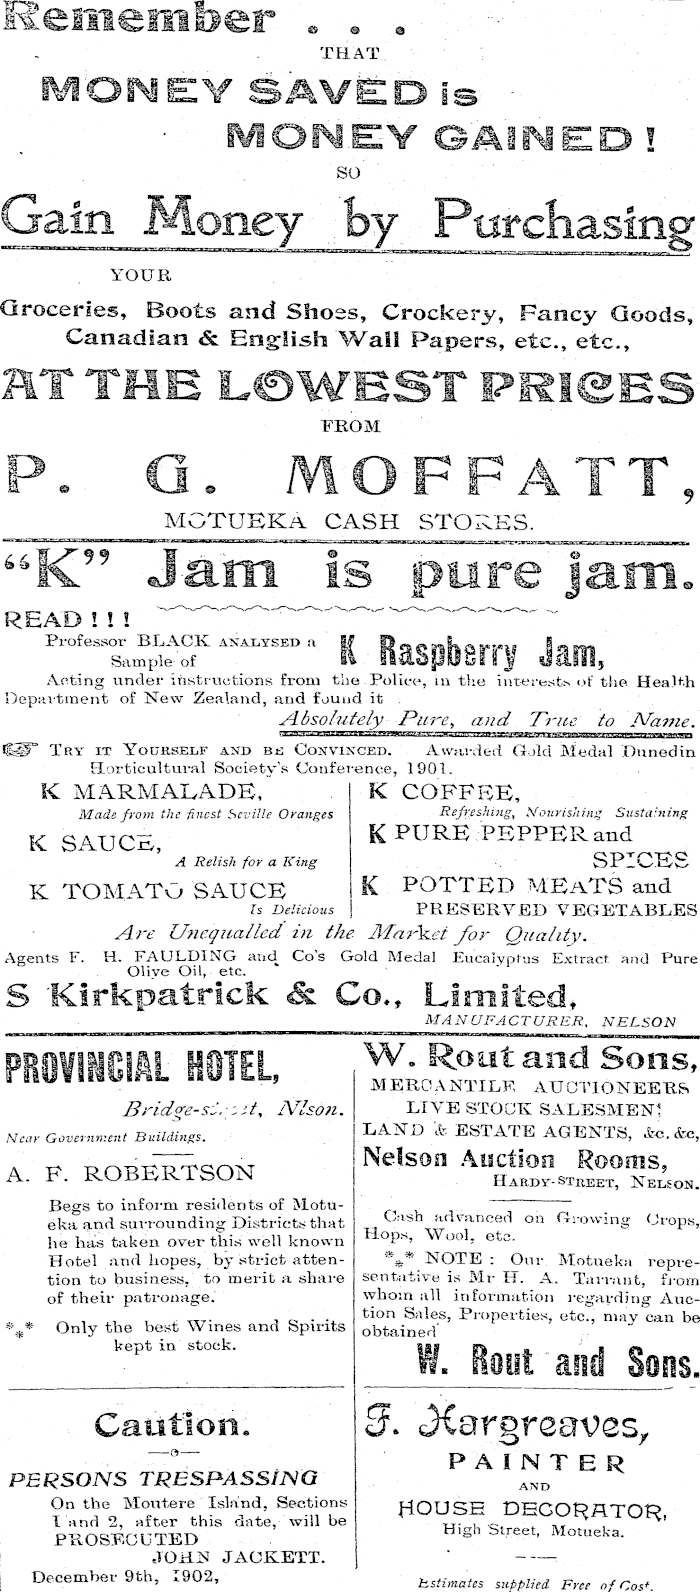 Remember . . .
THAT
MONEY SAVED is
MONEY GAINED!
SO
Gain Money by Purchasing
YOUR
Groceries, Boots and Shoes, Crockery, Fancy Goods,
Canadian & English Wall Papers, etc., etc.,
AT THE LOWEST PRICES
FROM
P. G. MOFFATT,
MOTUEKA CASH STORES.
"K" Jam is pure jam.
READ!!!
Professor BLACK ANALYSED a
Sample of
K Raspberry Jam,
Acting under instructions from the Police, in the interests of the Health
Department of New Zealand, and found it
Absolutely Pure, and True to Name.
TRY IT YOURSELF AND BE CONVINCED. Awarded Gold Medal Dunedin
Horticultural Society's Conference, 1901.
K MARMALADE,
Made from the finest Seville Oranges
K SAUCE,
A Relish for a King
K TOMATO SAUCE
Is Delicious
K COFFEE,
Refreshing, Nourishing Sustaining
K PURE PEPPER and
SPICES
K POTTED MEATS and
PRESERVED VEGETABLES
Are Unequalled in the Market for Quality.
Agents F. H. FAULDING and Co's Gold Medal Eucalyptus Extract and Pure
Olive Oil, etc.
S Kirkpatrick & Co., Limited,
MANUFACTURER, NELSON
PROVINCIAL HOTEL,
Bridge-street, Nlson.
Near Government Buildings.
A. F. ROBERTSON
Begs to inform residents of Motu-
eka and surrounding Districts that
he has taken over this well known
Hotel and hopes, by strict atten-
tion to business, to merit a share
of their patronage.
*** Only the best Wines and Spirits
kept in stock.
Caution.
PERSONS TRESPASSING
On the Moutere Island, Sections
1 and 2, after this date, will be
PROSECUTED
JOHN JACKETT.
December 9th, 1902,
W. Rout and Sons,
MERCANTILE AUCTIONEERS
LIVE STOCK SALESMEN!
LAND & ESTATE AGENTS, &c. &c,
Nelson Auction Rooms,
HARDY-STREET, NELSON.
Cash advanced on Growing Crops,
Hops, Wool, etc.
*** NOTE: Our Motueka repre-
sentative is Mr H. A. Tarrant, from
whom all information regarding Auc-
tion Sales, Properties, etc., may can be
obtained
W. Rout and Sons.
F. Hargreaves,
PAINTER
AND
HOUSE DECORATOR,
High Street, Motueka.
Estimates supplied Free of Cost.